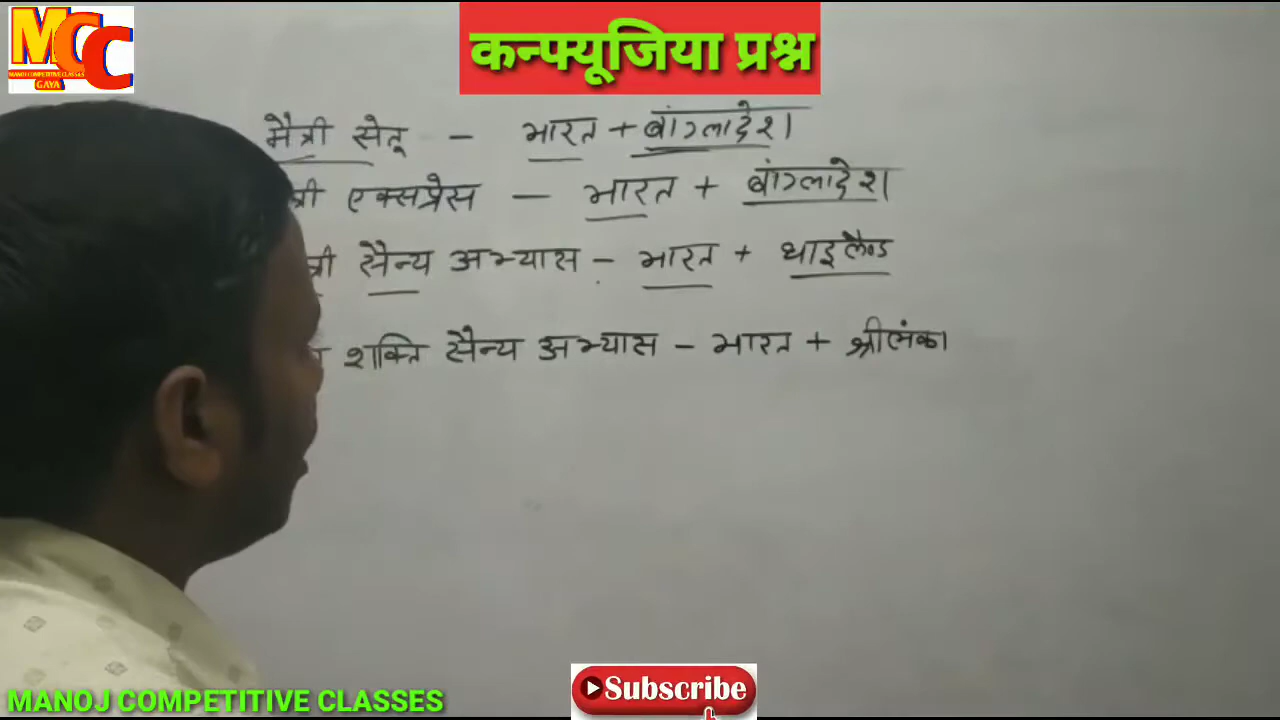 MCC
MANOJ COMPETITIVE CLASSES
GAYA
कन्फ्यूजिया प्रश्न
मैत्री सेतू - भारत + बांग्लादेश
एक्सप्रेस - भारत + बांग्लादेश
सैन्य अभ्यास - भारत + थाइलैण्ड
शक्ति सैन्य अभ्यास - भारत + श्रीलंका
Subscribe
MANOJ COMPETITIVE CLASSES